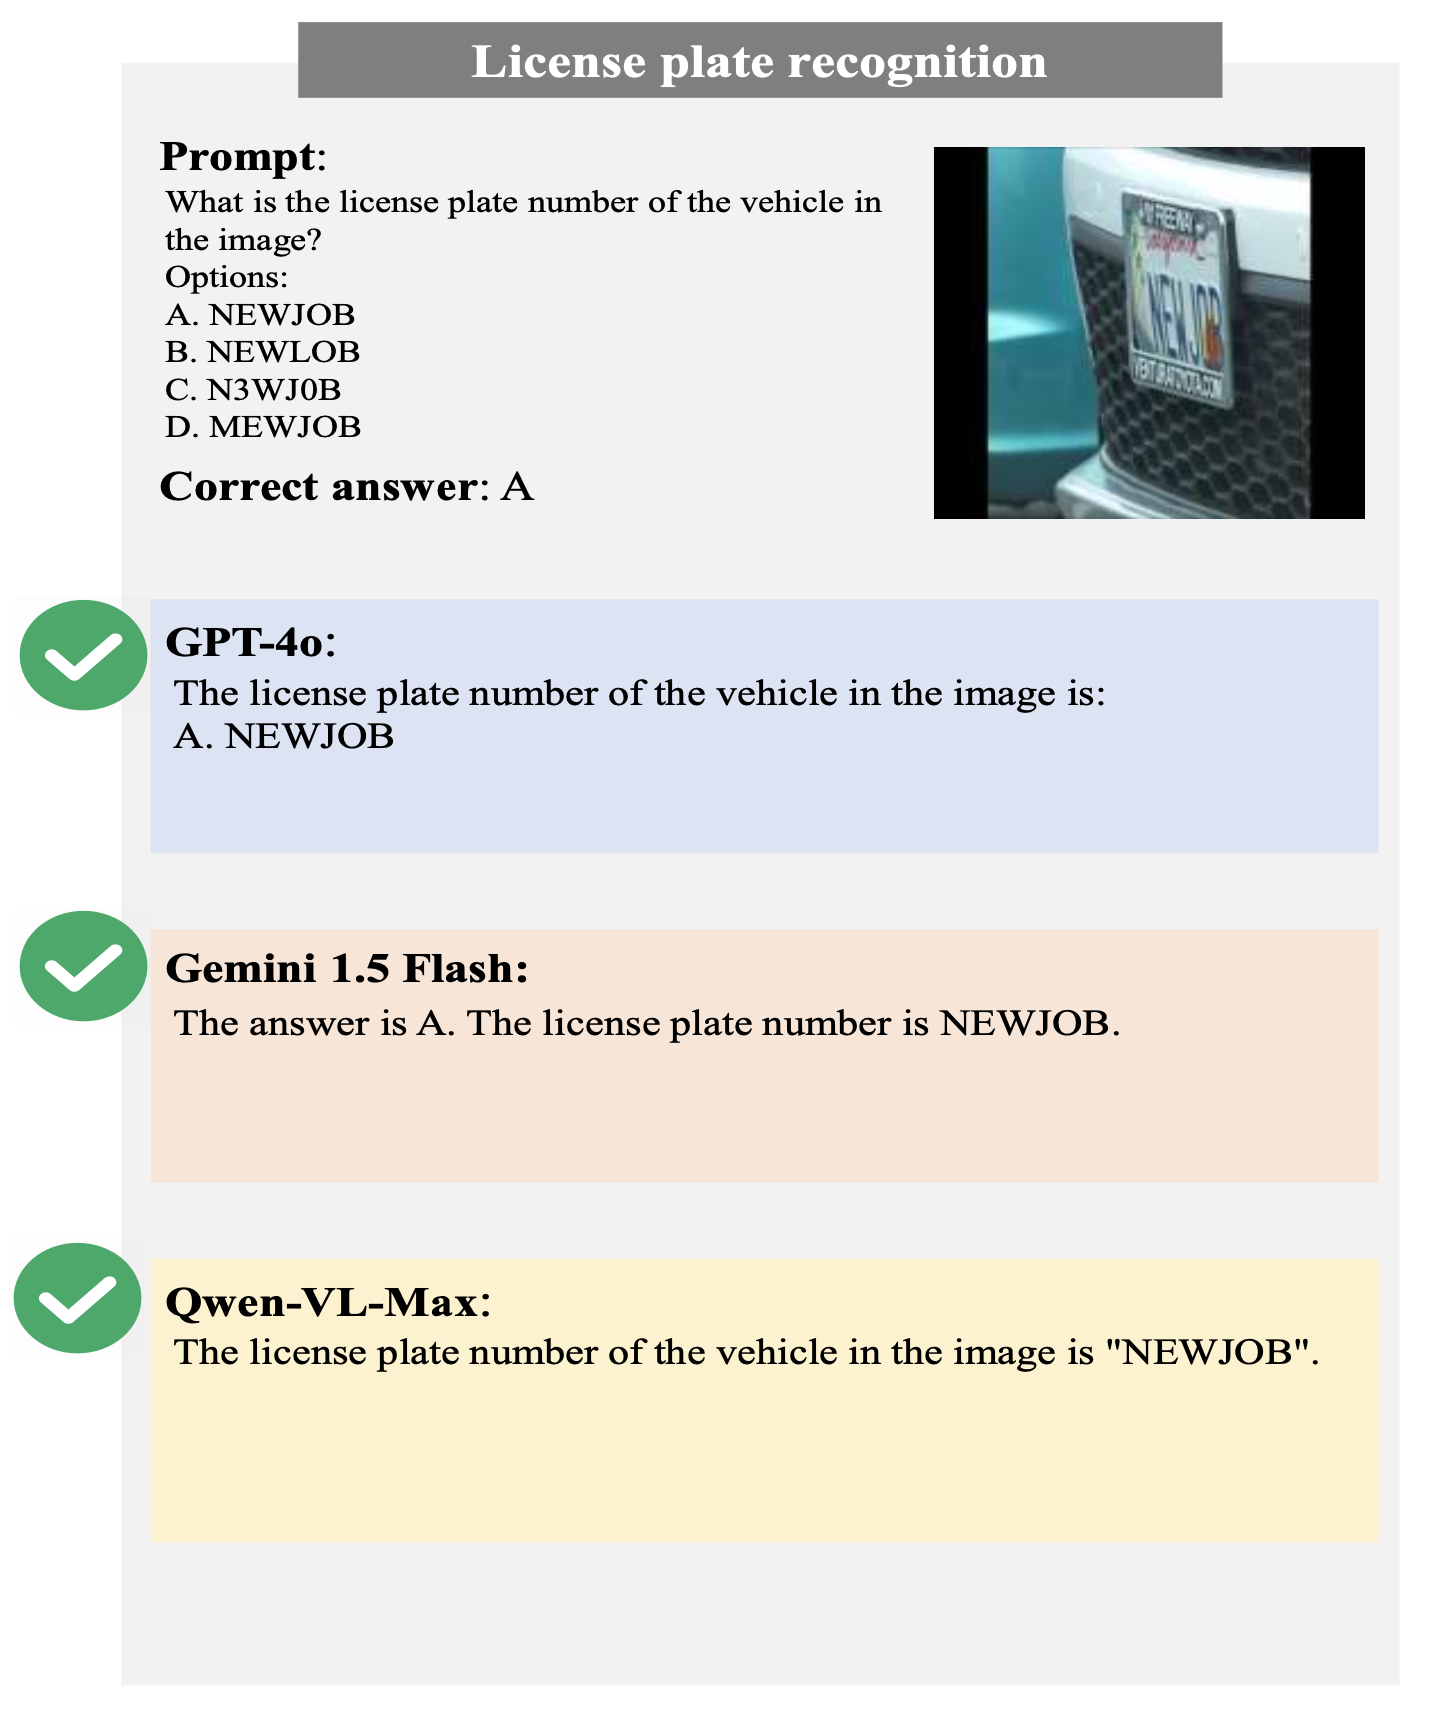 License plate recognition
Prompt:
What is the license plate number of the vehicle in
the image?
Options:
A. NEWJOB
B. NEWLOB
C. N3WJ0B
D. MEWJOB
Correct answer: A
FREEWAY
NEWJOB
VENTURATOYOTA.COM
GPT-4o:
The license plate number of the vehicle in the image is:
A. NEWJOB
Gemini 1.5 Flash:
The answer is A. The license plate number is NEWJOB.
Qwen-VL-Max:
The license plate number of the vehicle in the image is "NEWJOB".